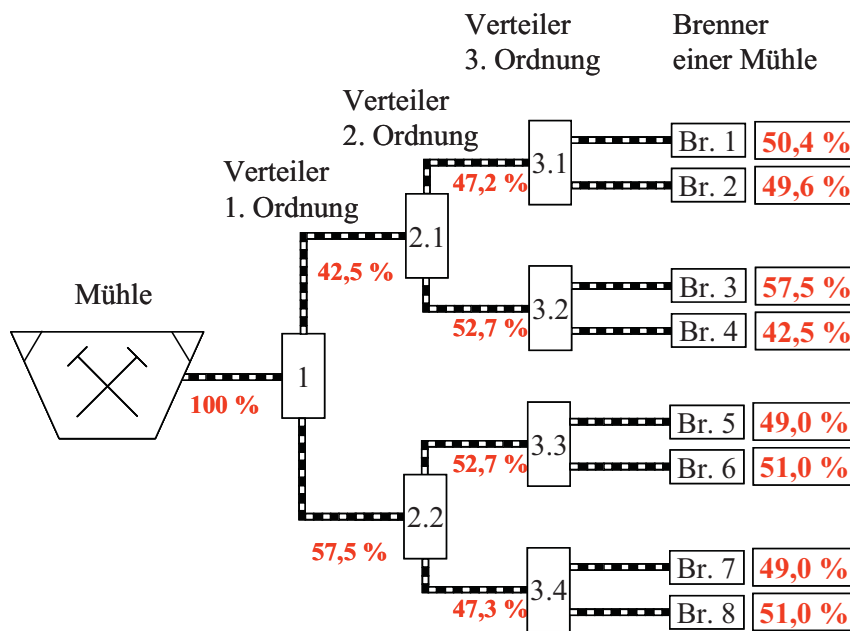 Verteiler
3. Ordnung
Brenner
einer Mühle
Verteiler
2. Ordnung
Verteiler
1. Ordnung
Mühle
100 %
1
42,5 %
57,5 %
2.1
2.2
47,2 %
52,7 %
52,7 %
47,3 %
3.1
3.2
3.3
3.4
Br. 1 50,4 %
Br. 2 49,6 %
Br. 3 57,5 %
Br. 4 42,5 %
Br. 5 49,0 %
Br. 6 51,0 %
Br. 7 49,0 %
Br. 8 51,0 %